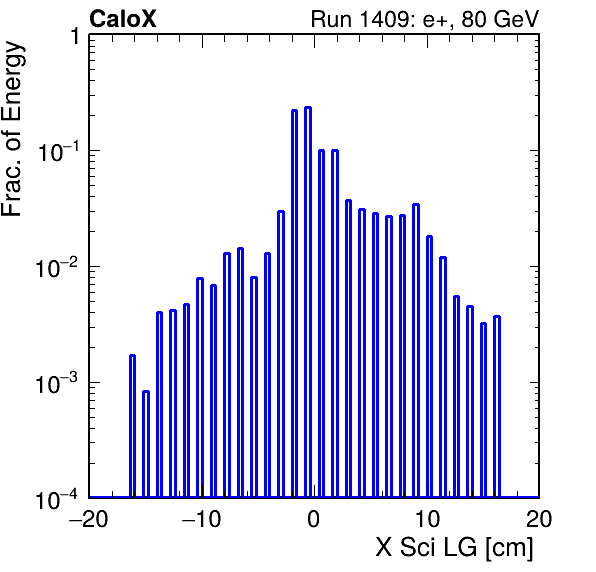 CaloX Run 1409: e+, 80 GeV
Frac. of Energy
1
10⁻¹
10⁻²
10⁻³
10⁻⁴
−20 −10 0 10 20
X Sci LG [cm]